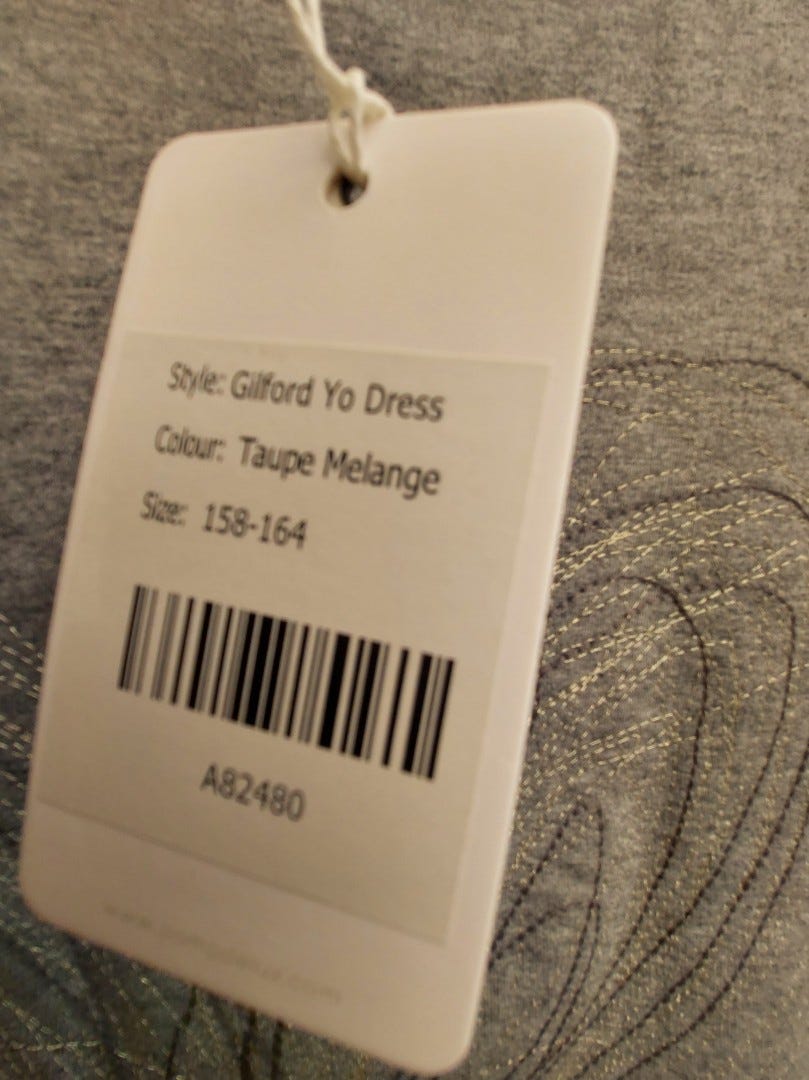 Style: Gilford Yo Dress
Colour: Taupe Melange
Size: 158-164
A82480